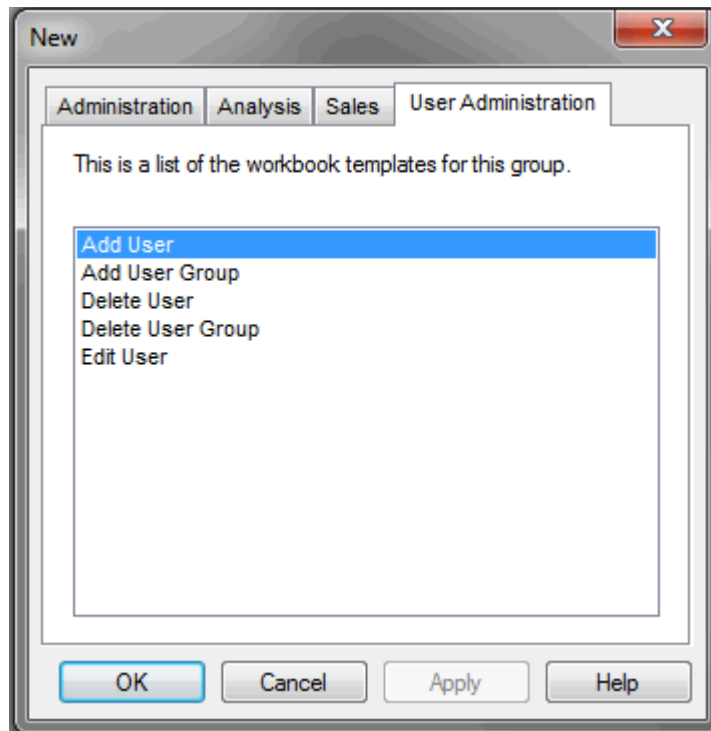 New
Administration Analysis Sales User Administration
This is a list of the workbook templates for this group.
Add User
Add User Group
Delete User
Delete User Group
Edit User
OK Cancel Apply Help